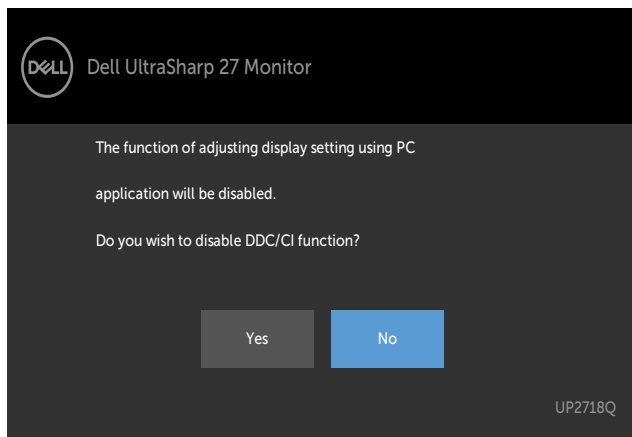 DELL
Dell UltraSharp 27 Monitor
The function of adjusting display setting using PC
application will be disabled.
Do you wish to disable DDC/CI function?
Yes
No
UP2718Q